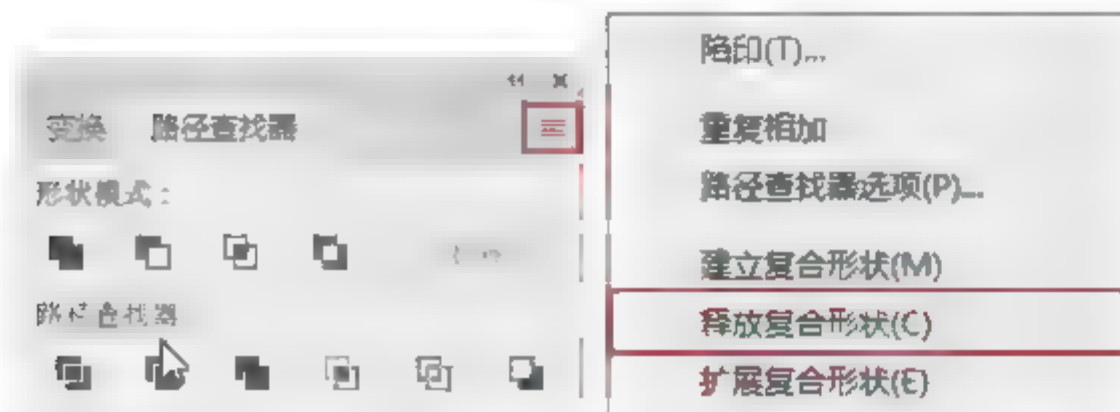 变换 路径查找器
形状模式：
路径查找器
陷印(T)...
重复相加
路径查找器选项(P)...
建立复合形状(M)
释放复合形状(C)
扩展复合形状(E)